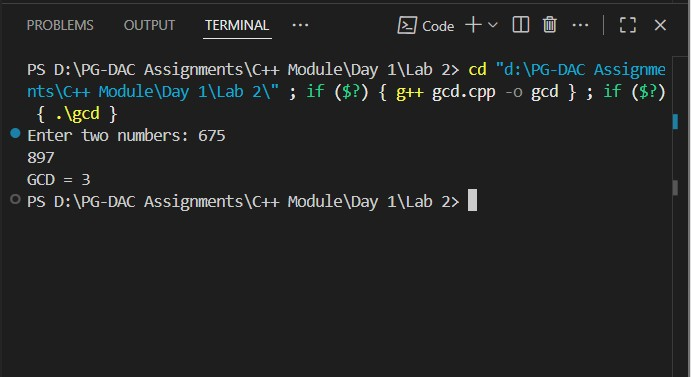 PROBLEMS OUTPUT TERMINAL ··· Code
PS D:\PG-DAC Assignments\C++ Module\Day 1\Lab 2> cd "d:\PG-DAC Assignme
nts\C++ Module\Day 1\Lab 2\" ; if ($?) { g++ gcd.cpp -o gcd } ; if ($?)
{ .\gcd }
Enter two numbers: 675
897
GCD = 3
PS D:\PG-DAC Assignments\C++ Module\Day 1\Lab 2>